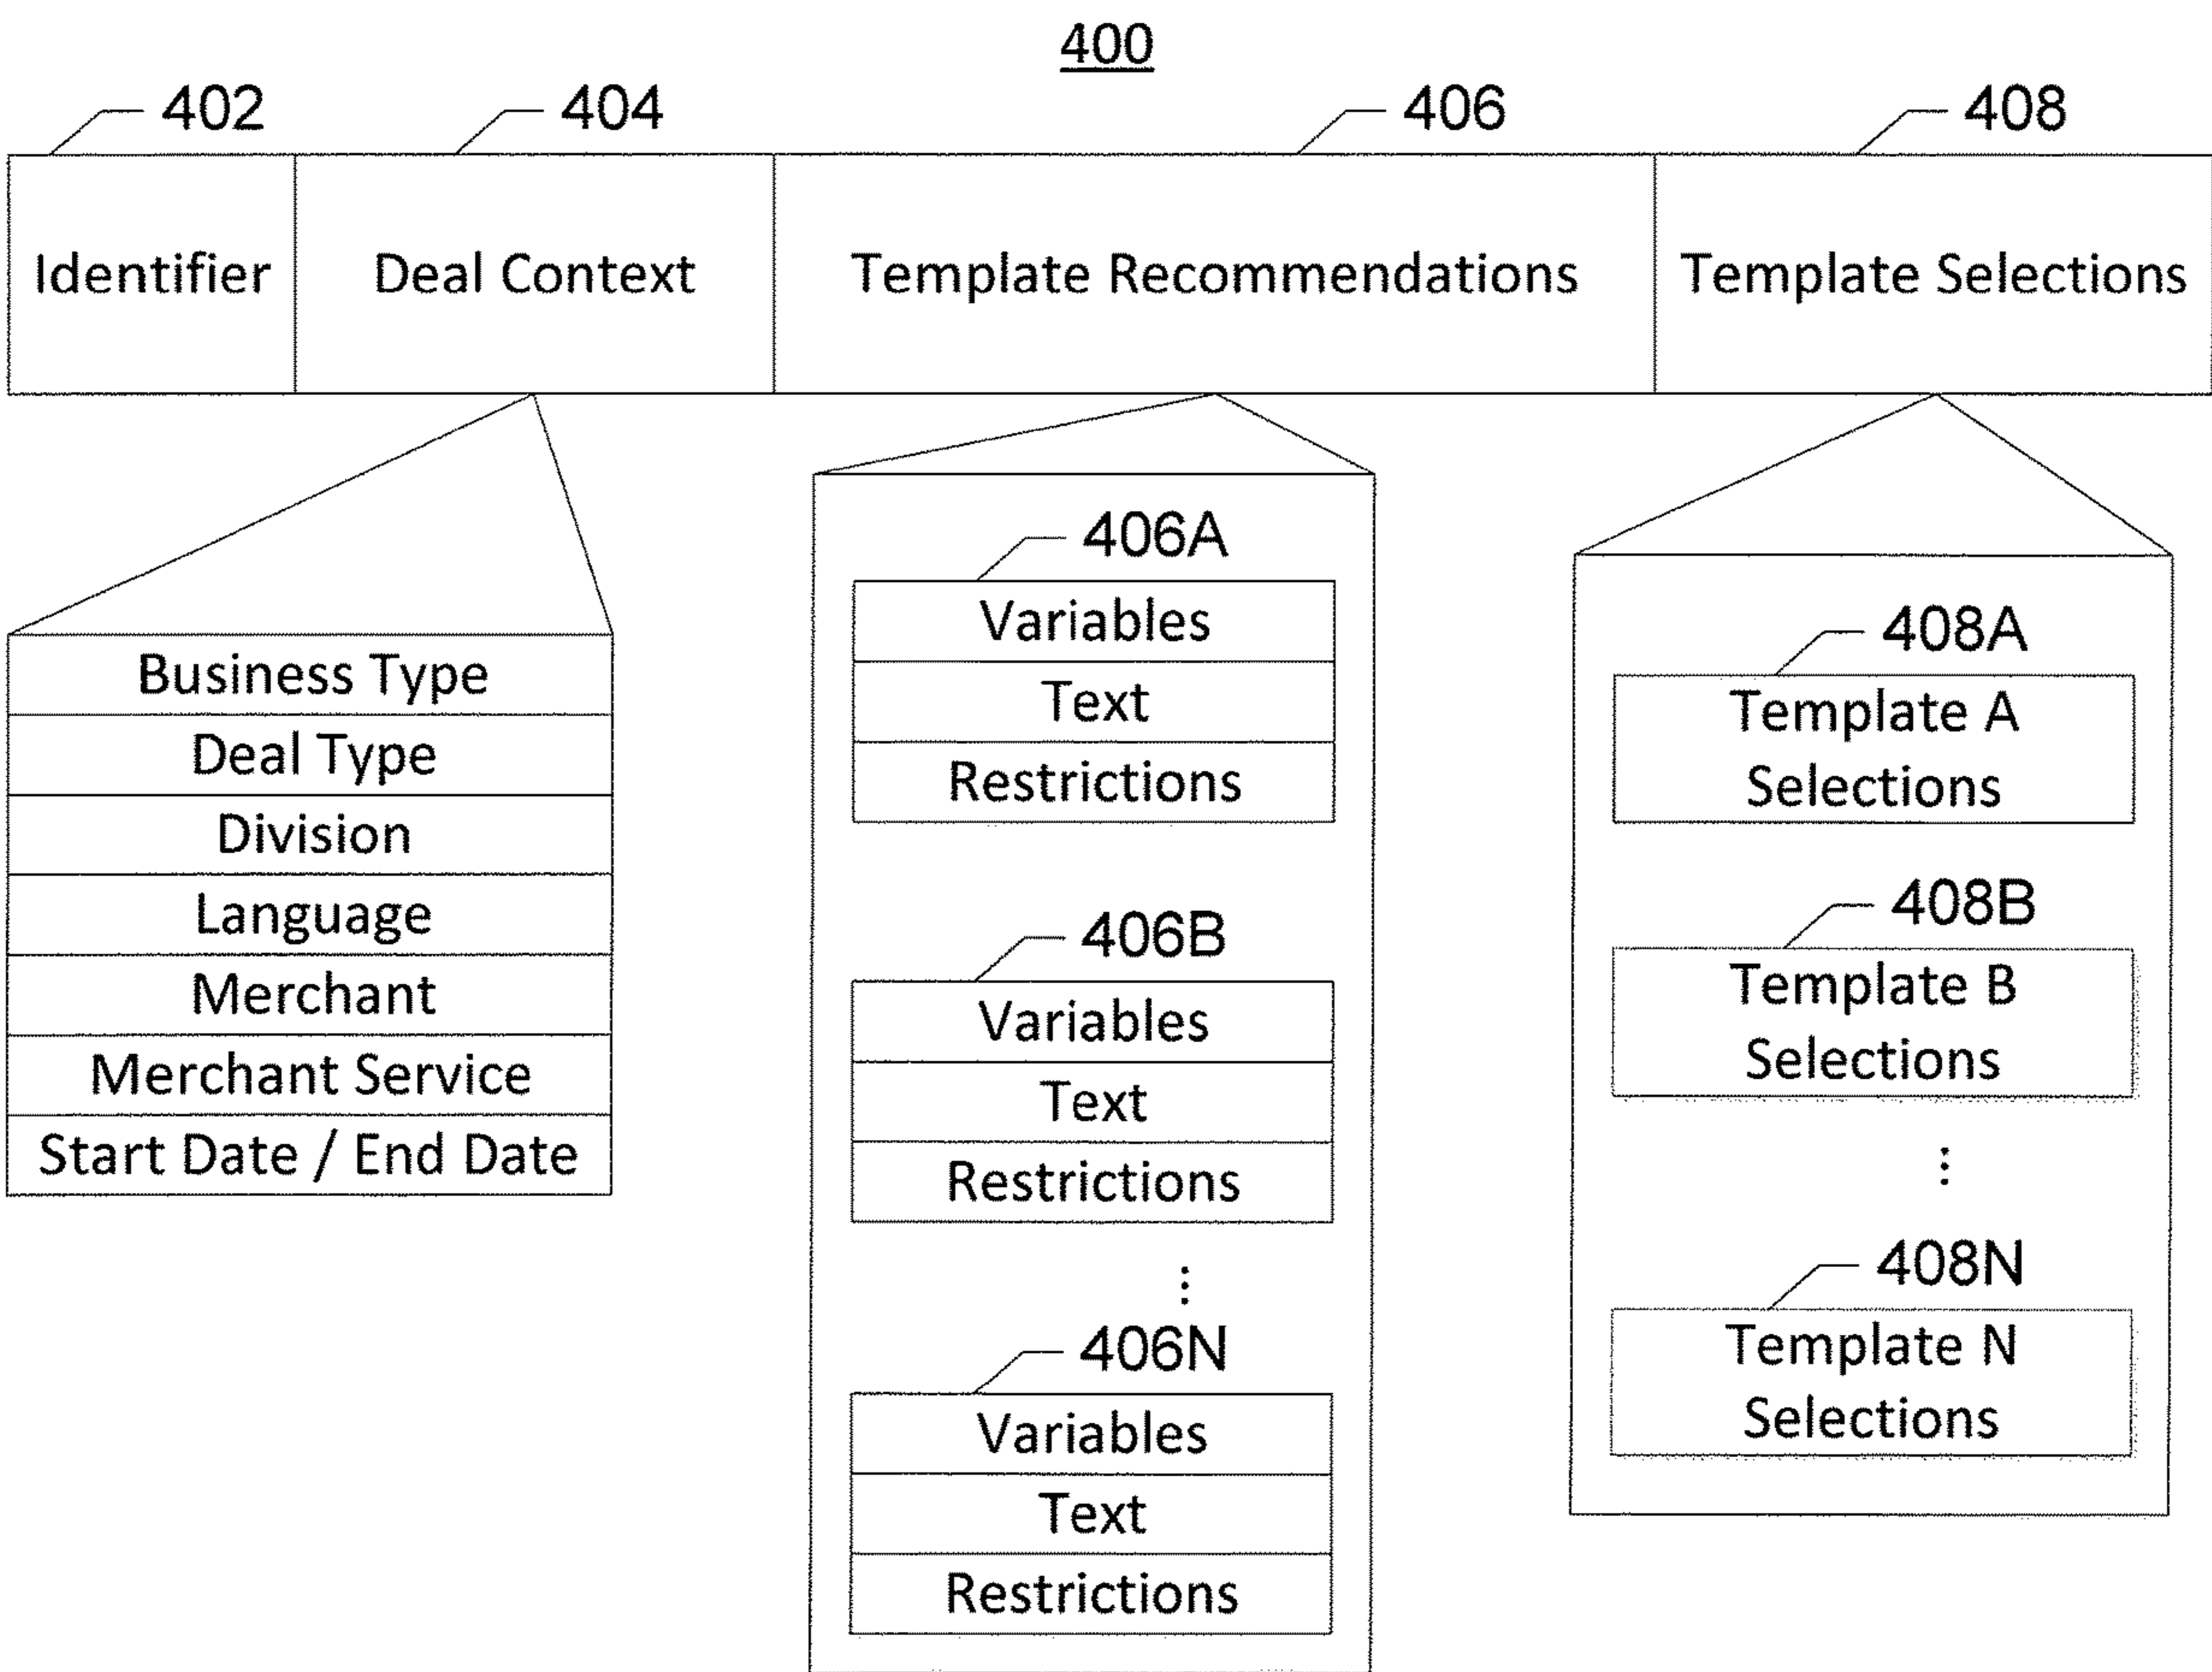 400
402
404
406
408
Identifier
Deal Context
Template Recommendations
Template Selections
Business Type
Deal Type
Division
Language
Merchant
Merchant Service
Start Date / End Date
406A
Variables
Text
Restrictions
406B
Variables
Text
Restrictions
⋮
406N
Variables
Text
Restrictions
408A
Template A
Selections
408B
Template B
Selections
⋮
408N
Template N
Selections